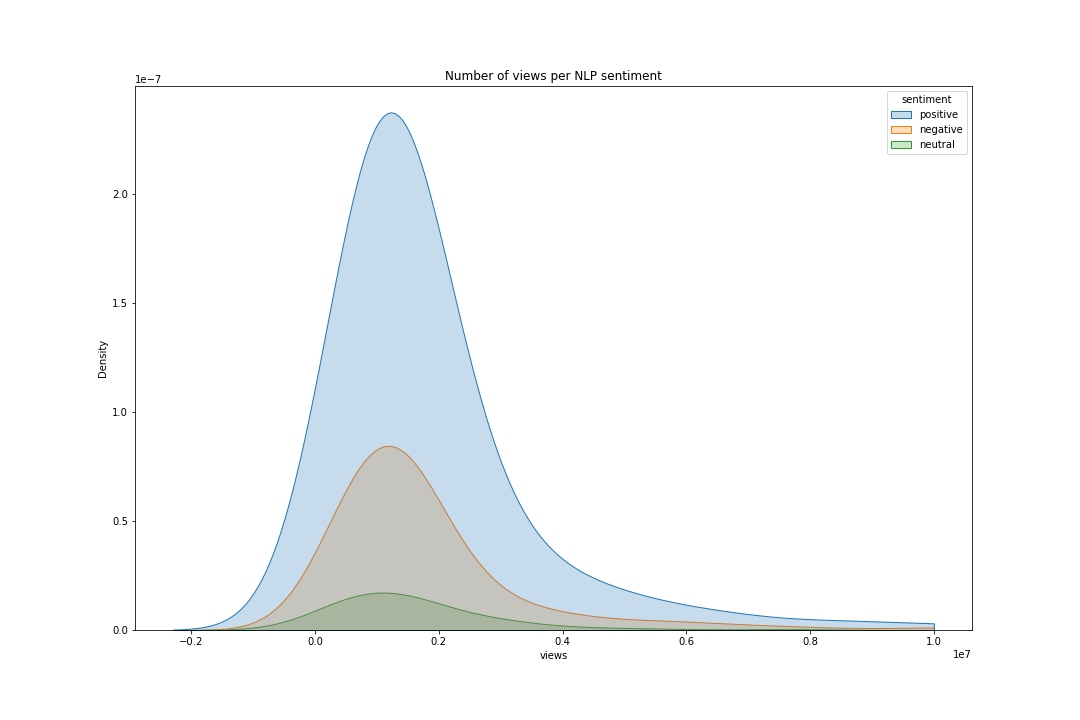 Number of views per NLP sentiment
1e−7
sentiment
positive
negative
neutral
2.0
1.5
1.0
0.5
0.0
Density
−0.2
0.0
0.2
0.4
0.6
0.8
1.0
views
1e7